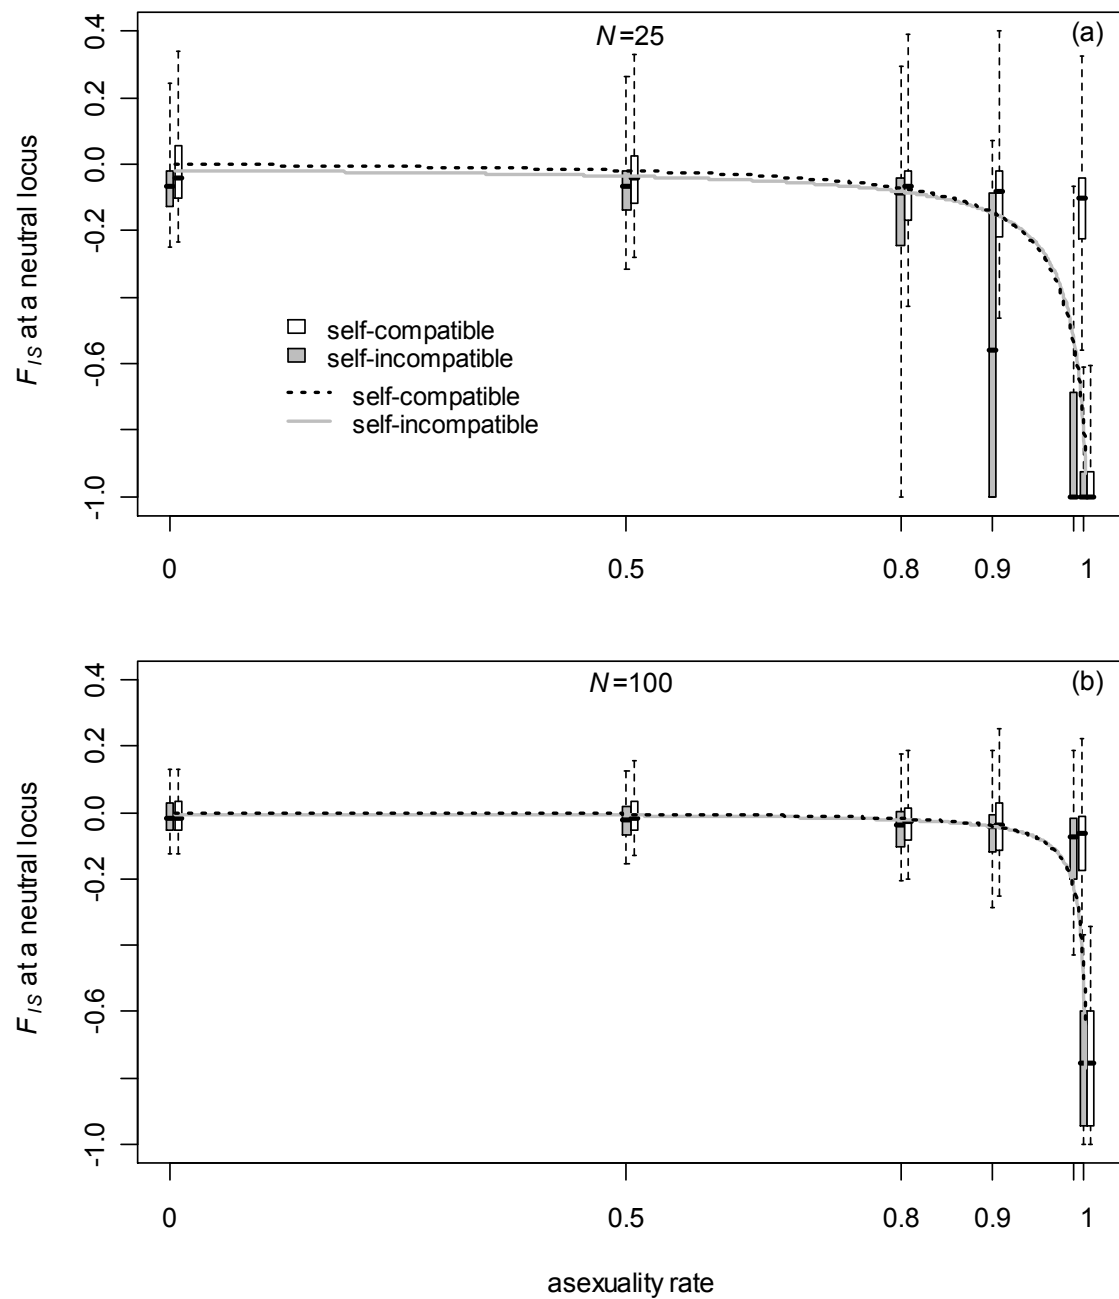 N=25
(a)
0.4
0.2
0.0
-0.2
-0.6
-1.0
F_IS at a neutral locus
self-compatible
self-incompatible
self-compatible
self-incompatible
0 0.5 0.8 0.9 1
N=100
(b)
0.4
0.2
0.0
-0.2
-0.6
-1.0
F_IS at a neutral locus
0 0.5 0.8 0.9 1
asexuality rate